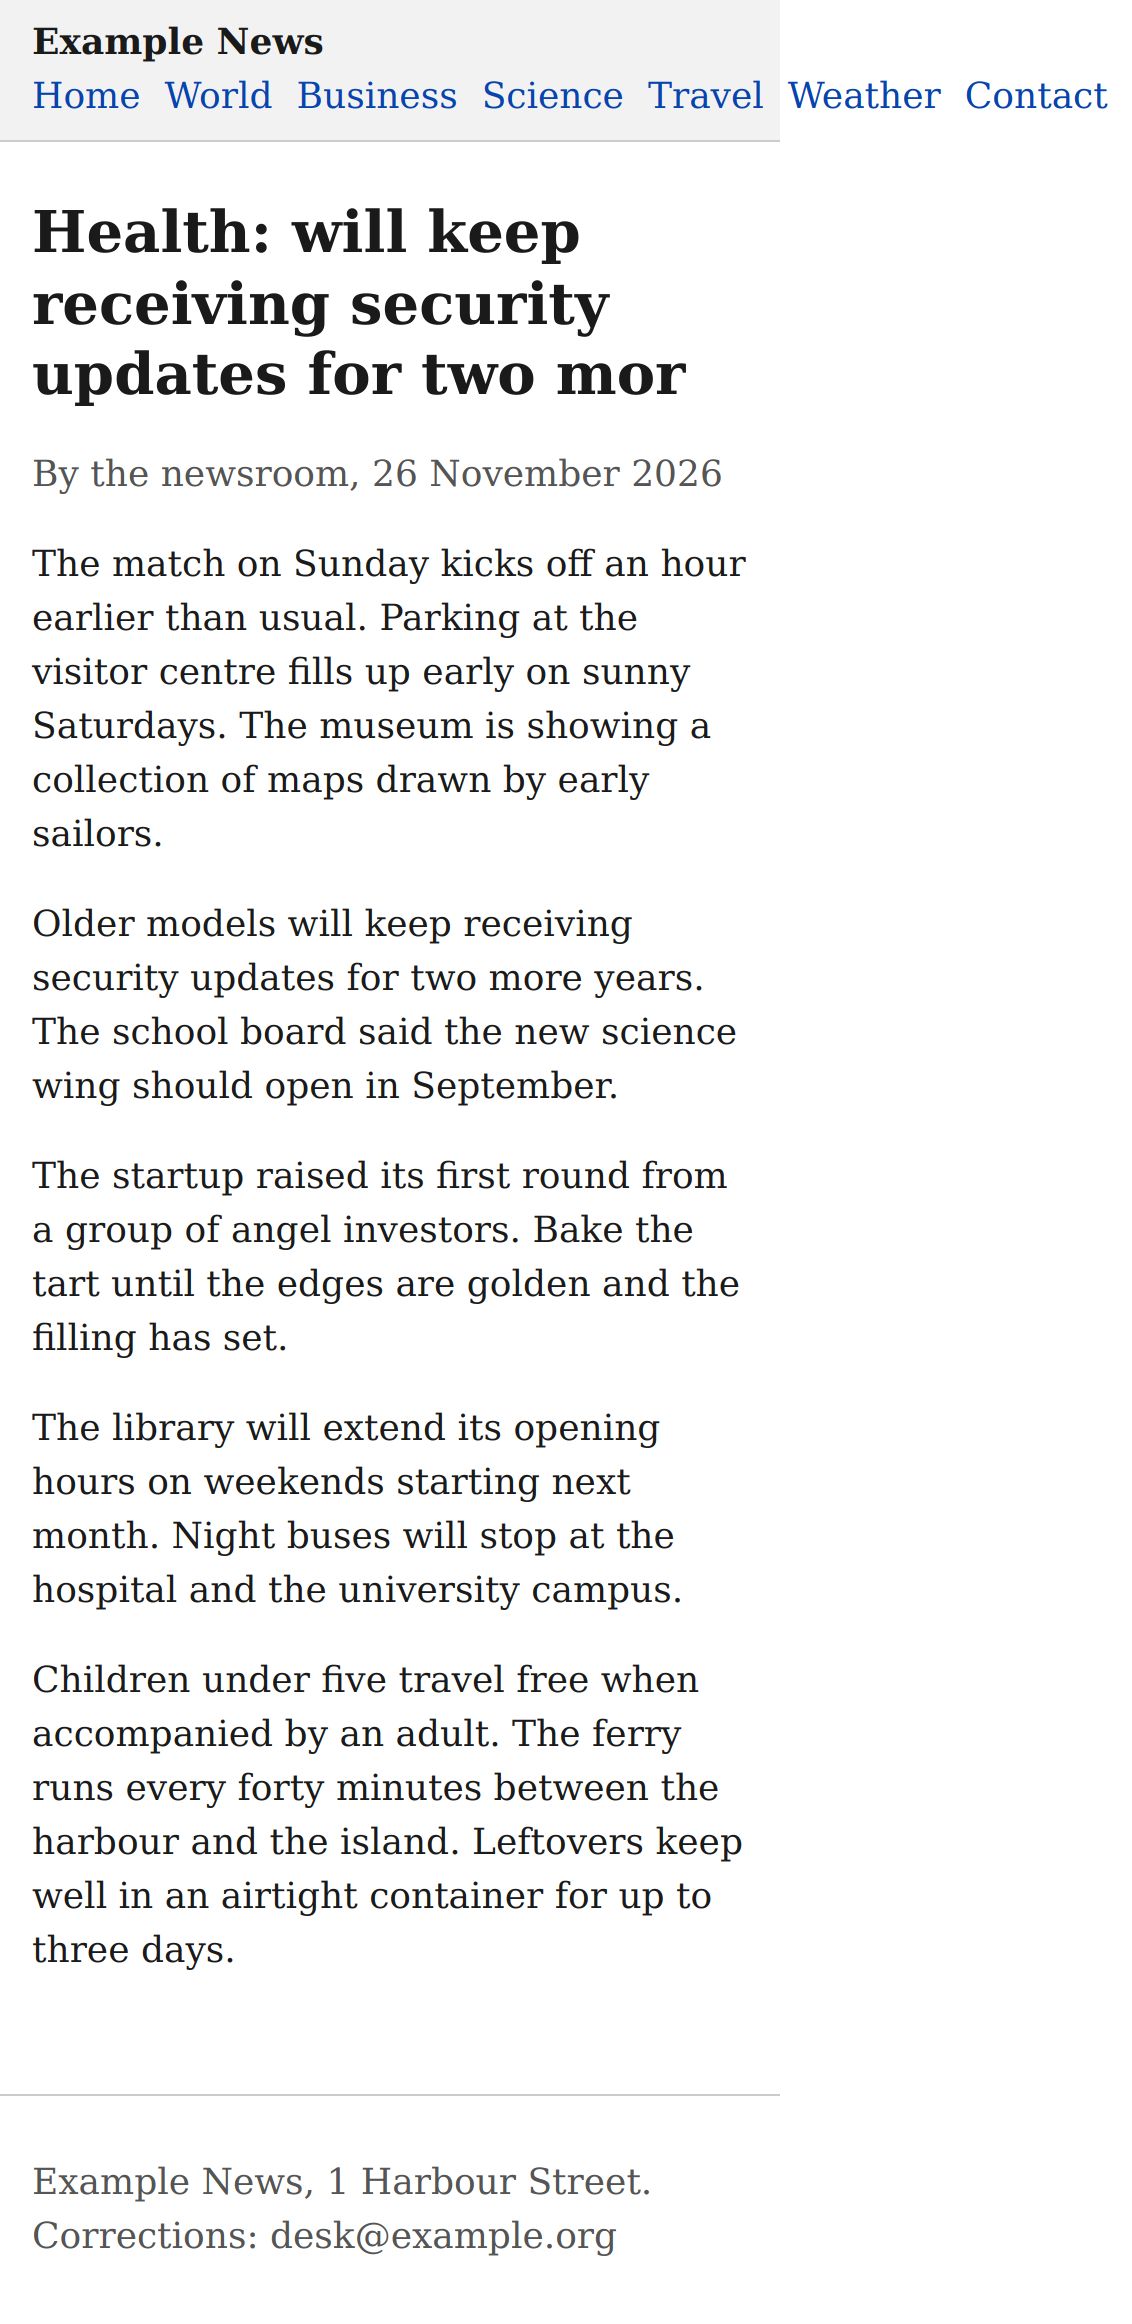 Example News
Home World Business Science Travel Weather Contact
Health: will keep
receiving security
updates for two mor
By the newsroom, 26 November 2026
The match on Sunday kicks off an hour
earlier than usual. Parking at the
visitor centre fills up early on sunny
Saturdays. The museum is showing a
collection of maps drawn by early
sailors.
Older models will keep receiving
security updates for two more years.
The school board said the new science
wing should open in September.
The startup raised its first round from
a group of angel investors. Bake the
tart until the edges are golden and the
filling has set.
The library will extend its opening
hours on weekends starting next
month. Night buses will stop at the
hospital and the university campus.
Children under five travel free when
accompanied by an adult. The ferry
runs every forty minutes between the
harbour and the island. Leftovers keep
well in an airtight container for up to
three days.
Example News, 1 Harbour Street.
Corrections: desk@example.org